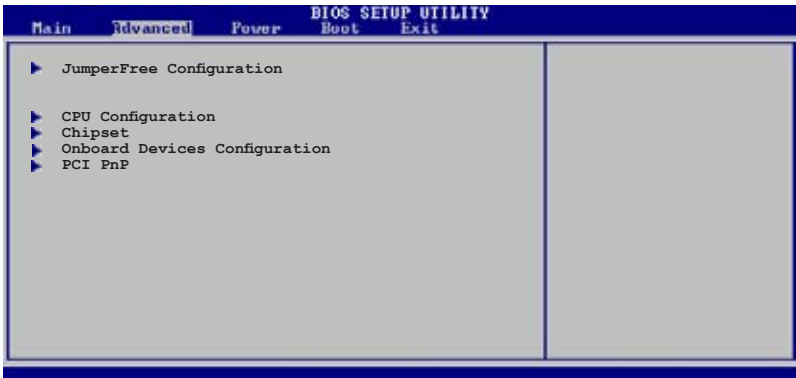 BIOS SETUP UTILITY
Main Advanced Power Boot Exit
JumperFree Configuration
CPU Configuration
Chipset
Onboard Devices Configuration
PCI PnP